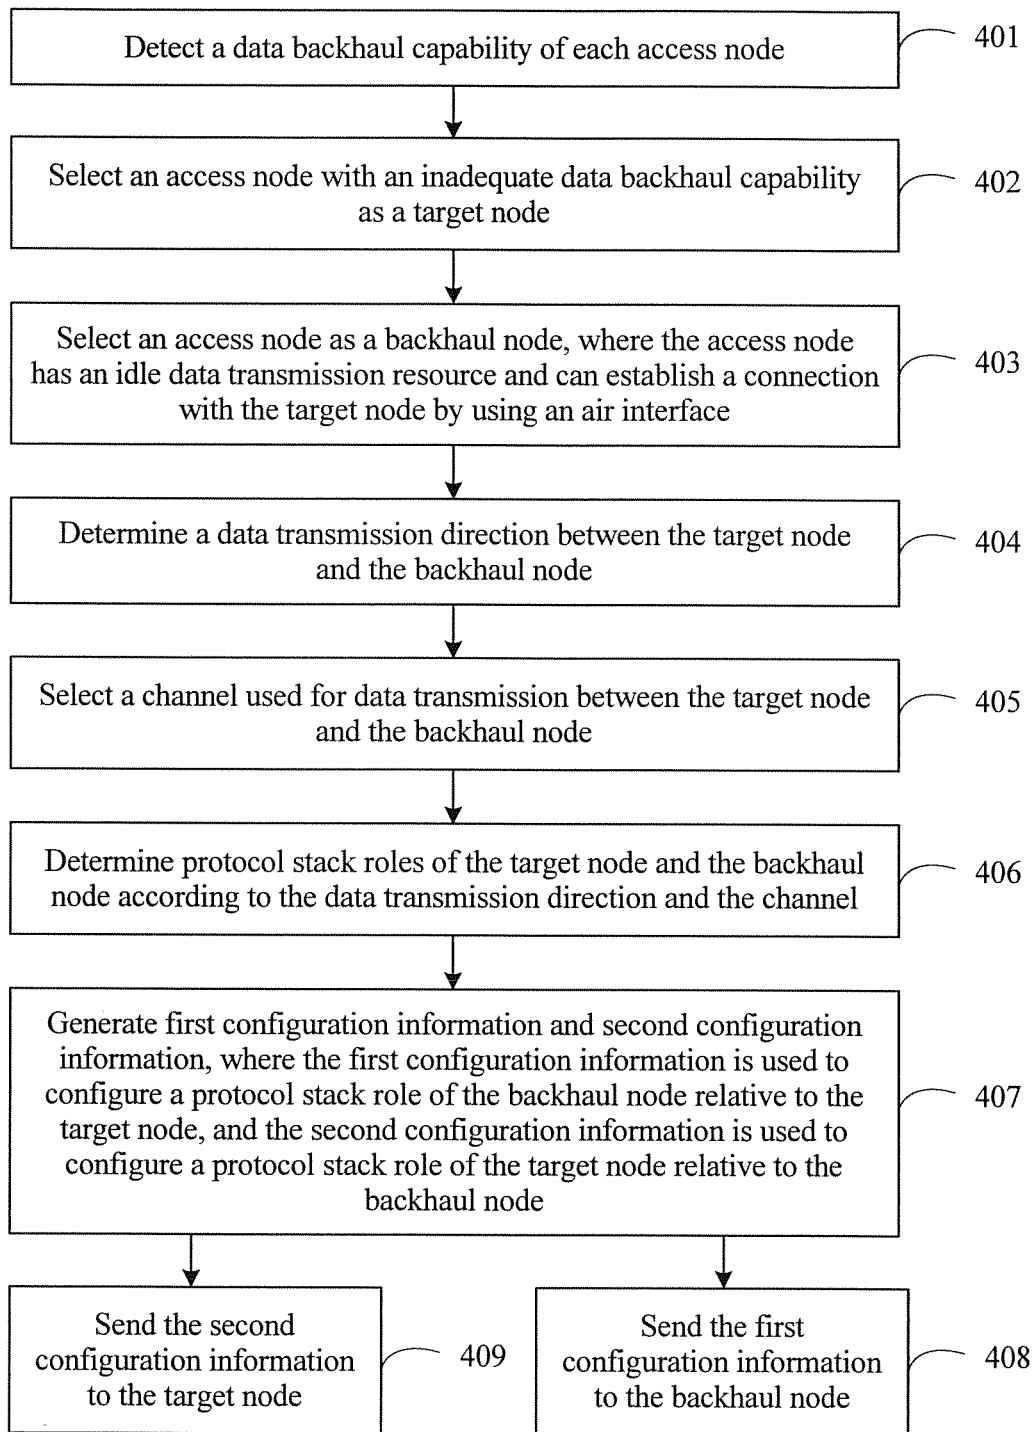 Detect a data backhaul capability of each access node
401
Select an access node with an inadequate data backhaul capability
as a target node
402
Select an access node as a backhaul node, where the access node
has an idle data transmission resource and can establish a connection
with the target node by using an air interface
403
Determine a data transmission direction between the target node
and the backhaul node
404
Select a channel used for data transmission between the target node
and the backhaul node
405
Determine protocol stack roles of the target node and the backhaul
node according to the data transmission direction and the channel
406
Generate first configuration information and second configuration
information, where the first configuration information is used to
configure a protocol stack role of the backhaul node relative to the
target node, and the second configuration information is used to
configure a protocol stack role of the target node relative to the
backhaul node
407
Send the second
configuration information
to the target node
409
Send the first
configuration information
to the backhaul node
408